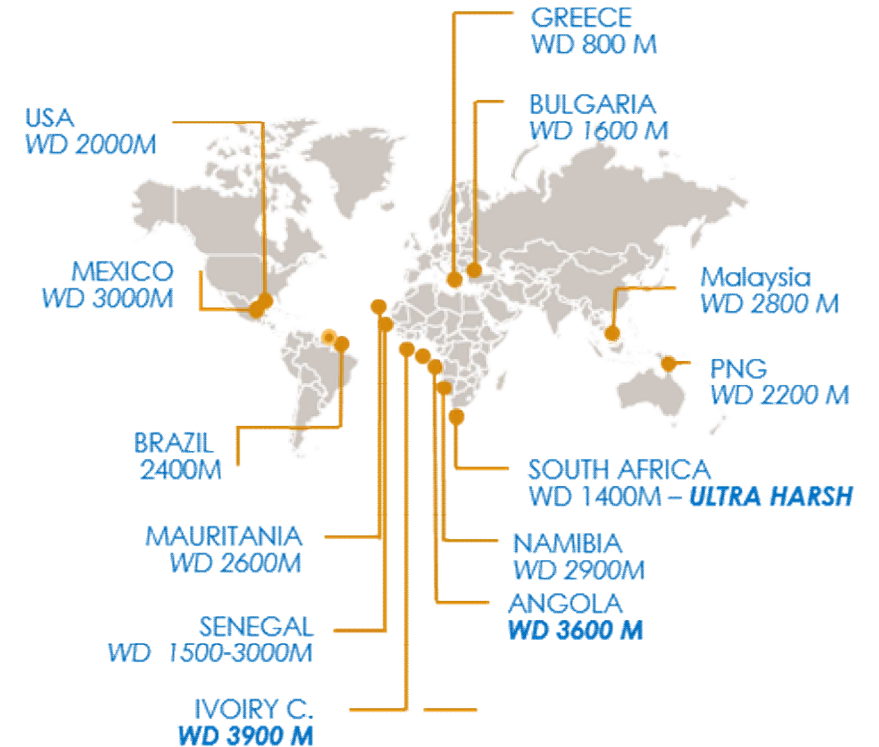 GREECE
WD 800 M
BULGARIA
WD 1600 M
USA
WD 2000M
MEXICO
WD 3000M
Malaysia
WD 2800 M
PNG
WD 2200 M
BRAZIL
2400M
SOUTH AFRICA
WD 1400M – ULTRA HARSH
MAURITANIA
WD 2600M
NAMIBIA
WD 2900M
ANGOLA
WD 3600 M
SENEGAL
WD 1500-3000M
IVOIRY C.
WD 3900 M